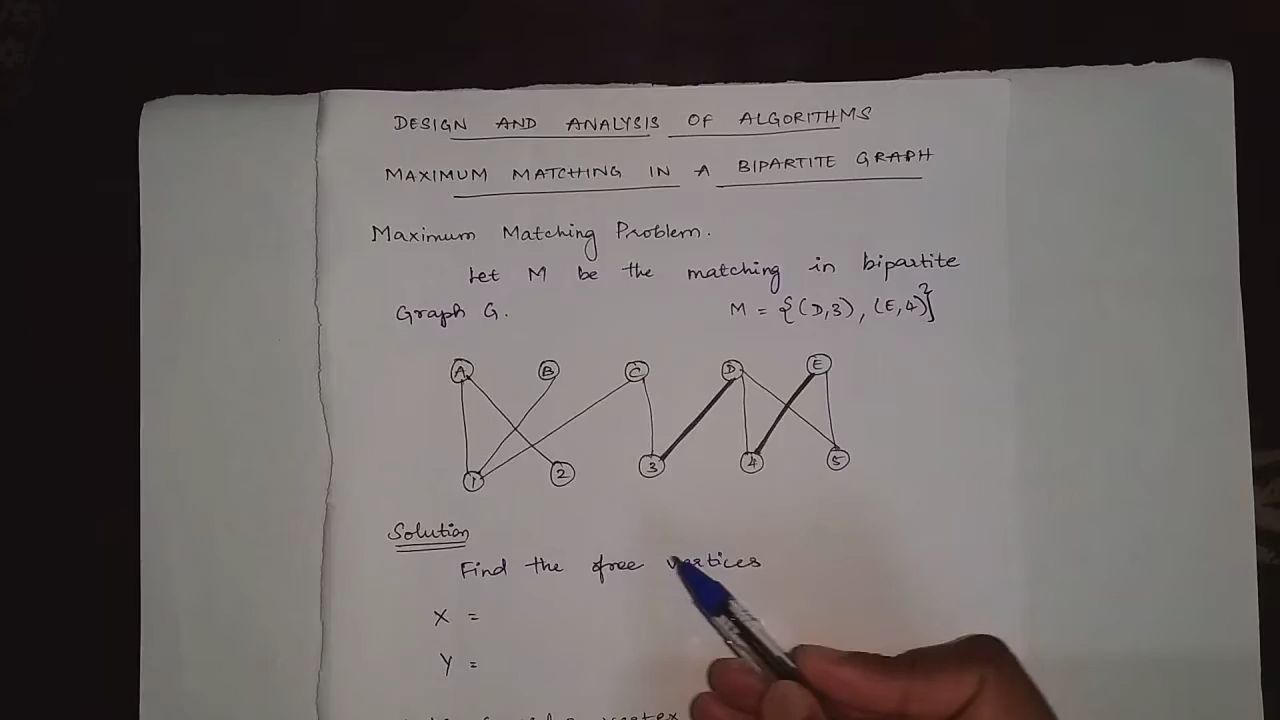 DESIGN AND ANALYSIS OF ALGORITHMS
MAXIMUM MATCHING IN A BIPARTITE GRAPH
Maximum Matching Problem.
Let M be the matching in bipartite
Graph G. M = {(D,3), (E,4)}
A B C D E
1 2 3 4 5
Solution
Find the free vertices
X =
Y =
vertex